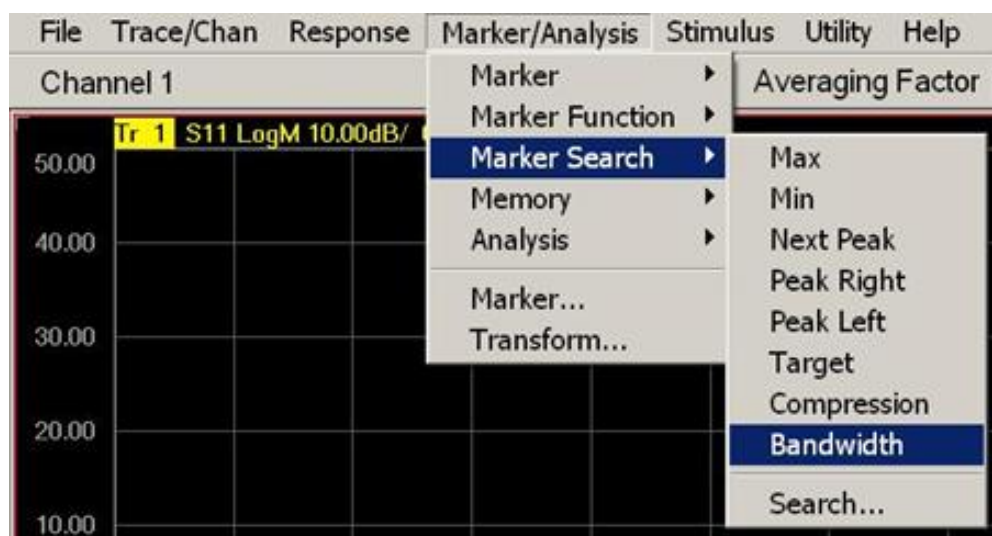 File Trace/Chan Response Marker/Analysis Stimulus Utility Help
Channel 1
Averaging Factor
Tr 1 S11 LogM 10.00dB/
50.00
40.00
30.00
20.00
10.00
Marker
Marker Function
Marker Search
Memory
Analysis
Marker...
Transform...
Max
Min
Next Peak
Peak Right
Peak Left
Target
Compression
Bandwidth
Search...